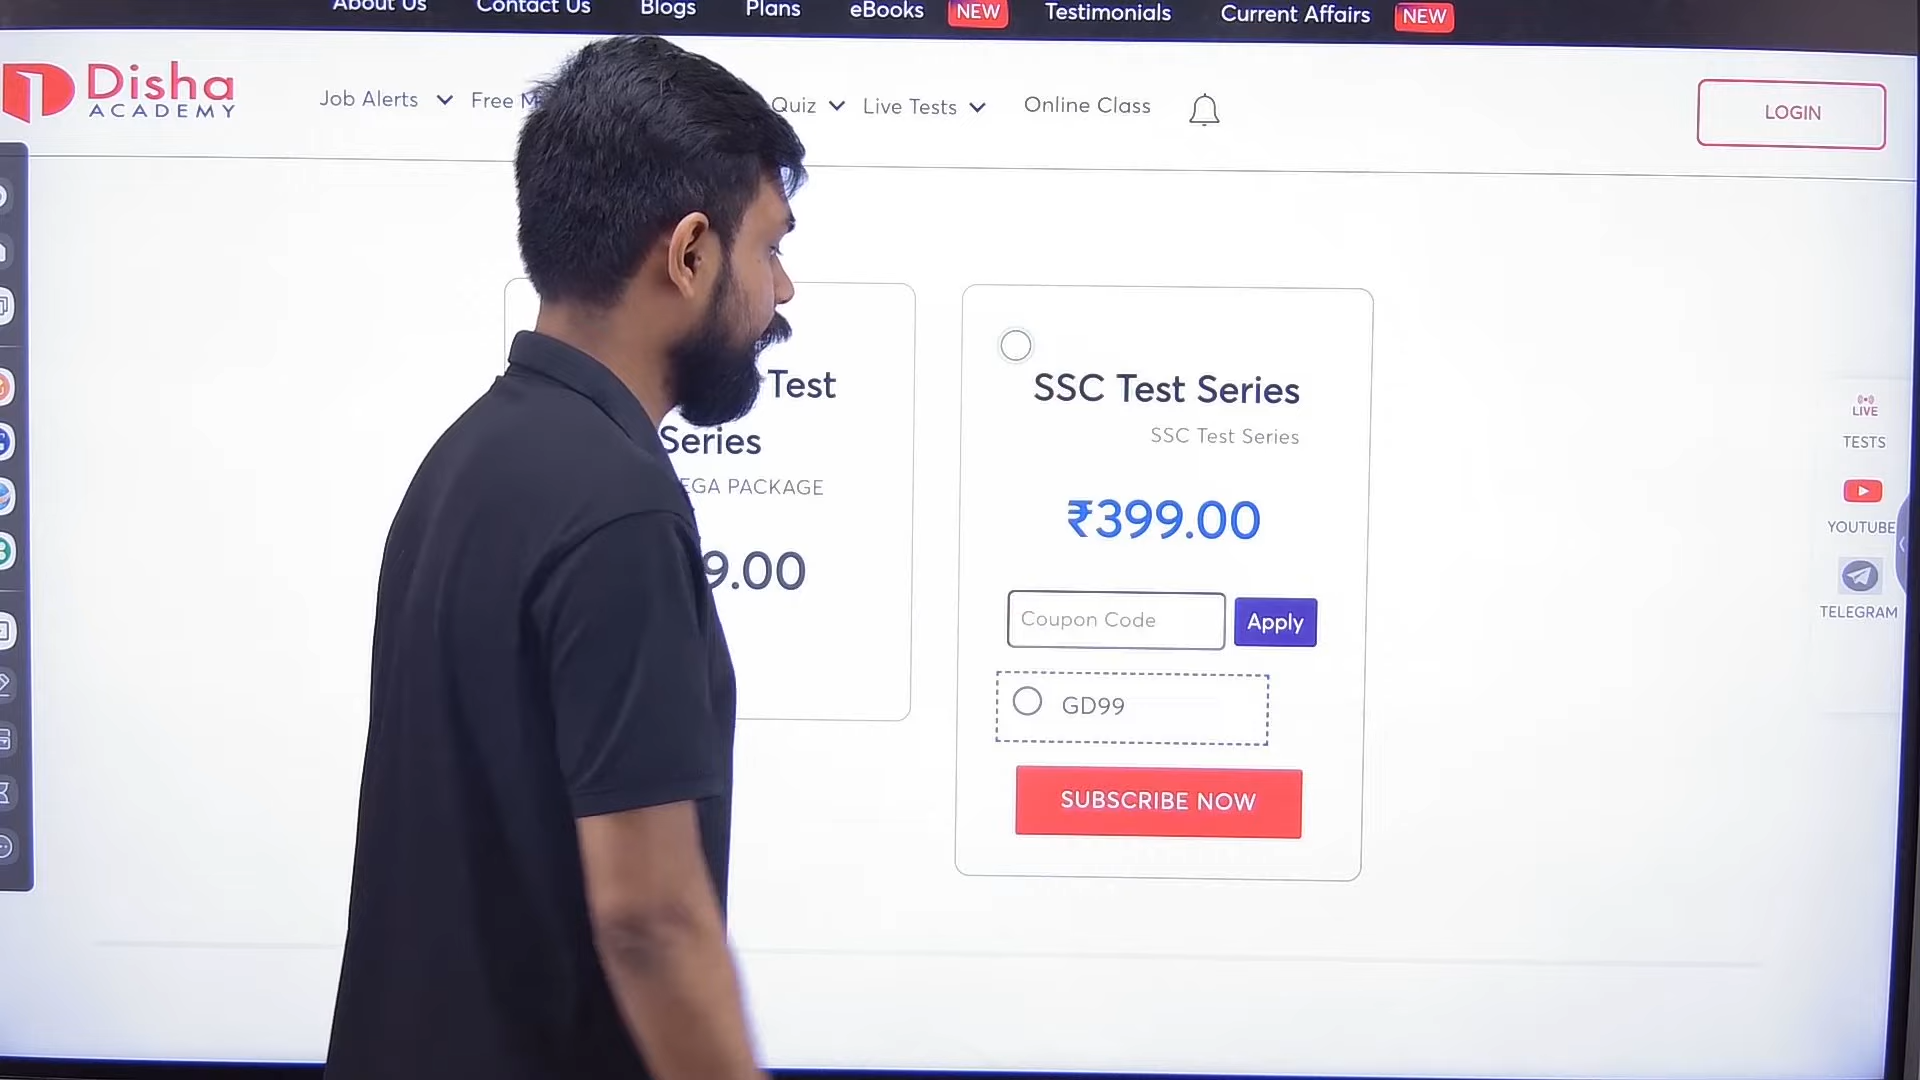 About Us Contact Us Blogs Plans eBooks NEW Testimonials Current Affairs NEW
Disha
ACADEMY
Job Alerts Free Quiz Live Tests Online Class
LOGIN
Test
Series
PACKAGE
9.00
SSC Test Series
SSC Test Series
₹399.00
Coupon Code Apply
GD99
SUBSCRIBE NOW
LIVE
TESTS
YOUTUBE
TELEGRAM